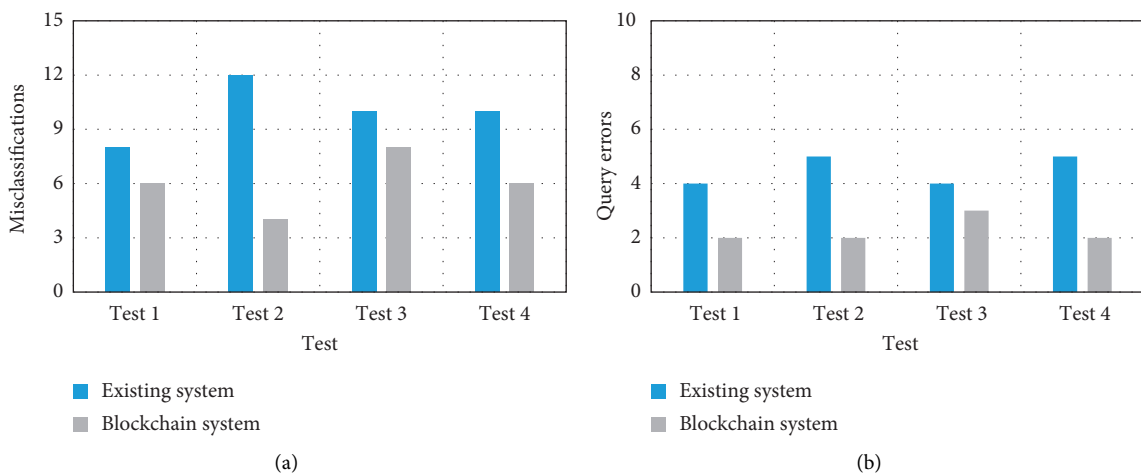 15
12
9
6
3
0
Misclassifications
Test 1
Test 2
Test 3
Test 4
Test
Existing system
Blockchain system
(a)
10
8
6
4
2
0
Query errors
Test 1
Test 2
Test 3
Test 4
Test
Existing system
Blockchain system
(b)